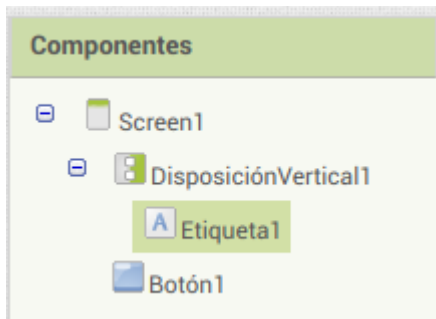 Componentes
Screen1
DisposiciónVertical1
A Etiqueta1
Botón1